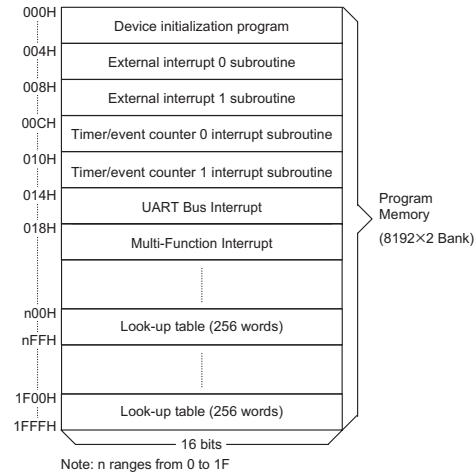 000H
Device initialization program
004H
External interrupt 0 subroutine
008H
External interrupt 1 subroutine
00CH
Timer/event counter 0 interrupt subroutine
010H
Timer/event counter 1 interrupt subroutine
014H
UART Bus Interrupt
018H
Multi-Function Interrupt
Program
Memory
(8192×2 Bank)
n00H
Look-up table (256 words)
nFFH
1F00H
Look-up table (256 words)
1FFFH
16 bits
Note: n ranges from 0 to 1F